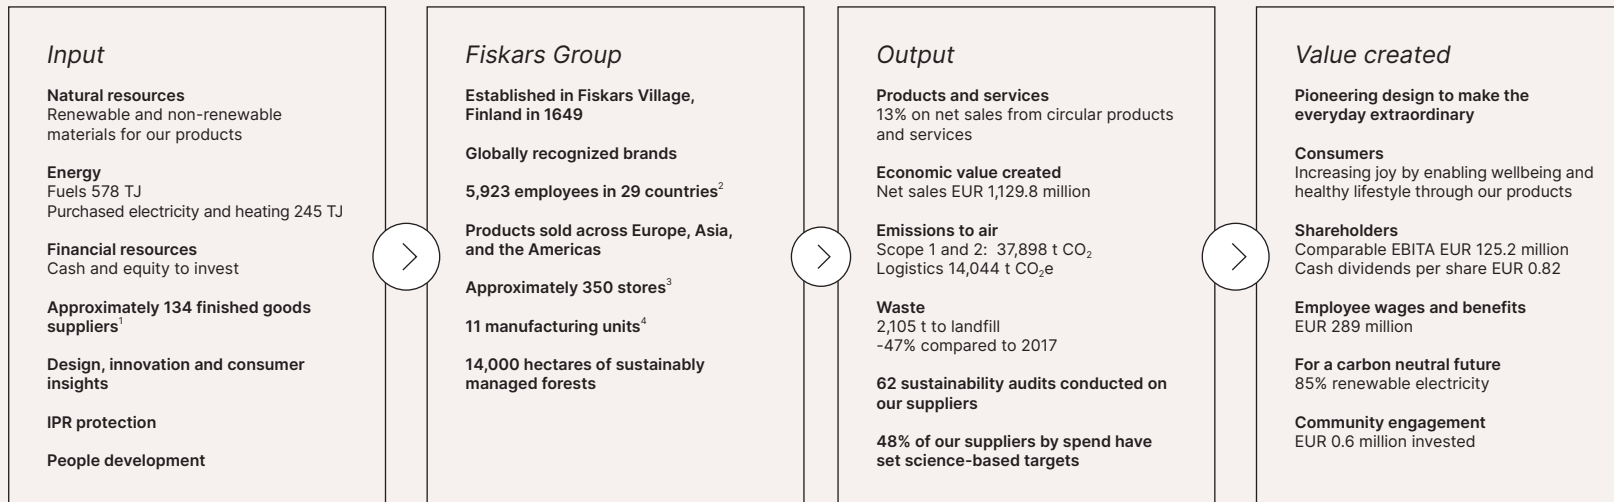 Input
Natural resources
Renewable and non-renewable
materials for our products
Energy
Fuels 578 TJ
Purchased electricity and heating 245 TJ
Financial resources
Cash and equity to invest
Approximately 134 finished goods
suppliers¹
Design, innovation and consumer
insights
IPR protection
People development
Fiskars Group
Established in Fiskars Village,
Finland in 1649
Globally recognized brands
5,923 employees in 29 countries²
Products sold across Europe, Asia,
and the Americas
Approximately 350 stores³
11 manufacturing units⁴
14,000 hectares of sustainably
managed forests
Output
Products and services
13% on net sales from circular products
and services
Economic value created
Net sales EUR 1,129.8 million
Emissions to air
Scope 1 and 2: 37,898 t CO₂
Logistics 14,044 t CO₂e
Waste
2,105 t to landfill
-47% compared to 2017
62 sustainability audits conducted on
our suppliers
48% of our suppliers by spend have
set science-based targets
Value created
Pioneering design to make the
everyday extraordinary
Consumers
Increasing joy by enabling wellbeing and
healthy lifestyle through our products
Shareholders
Comparable EBITA EUR 125.2 million
Cash dividends per share EUR 0.82
Employee wages and benefits
EUR 289 million
For a carbon neutral future
85% renewable electricity
Community engagement
EUR 0.6 million invested